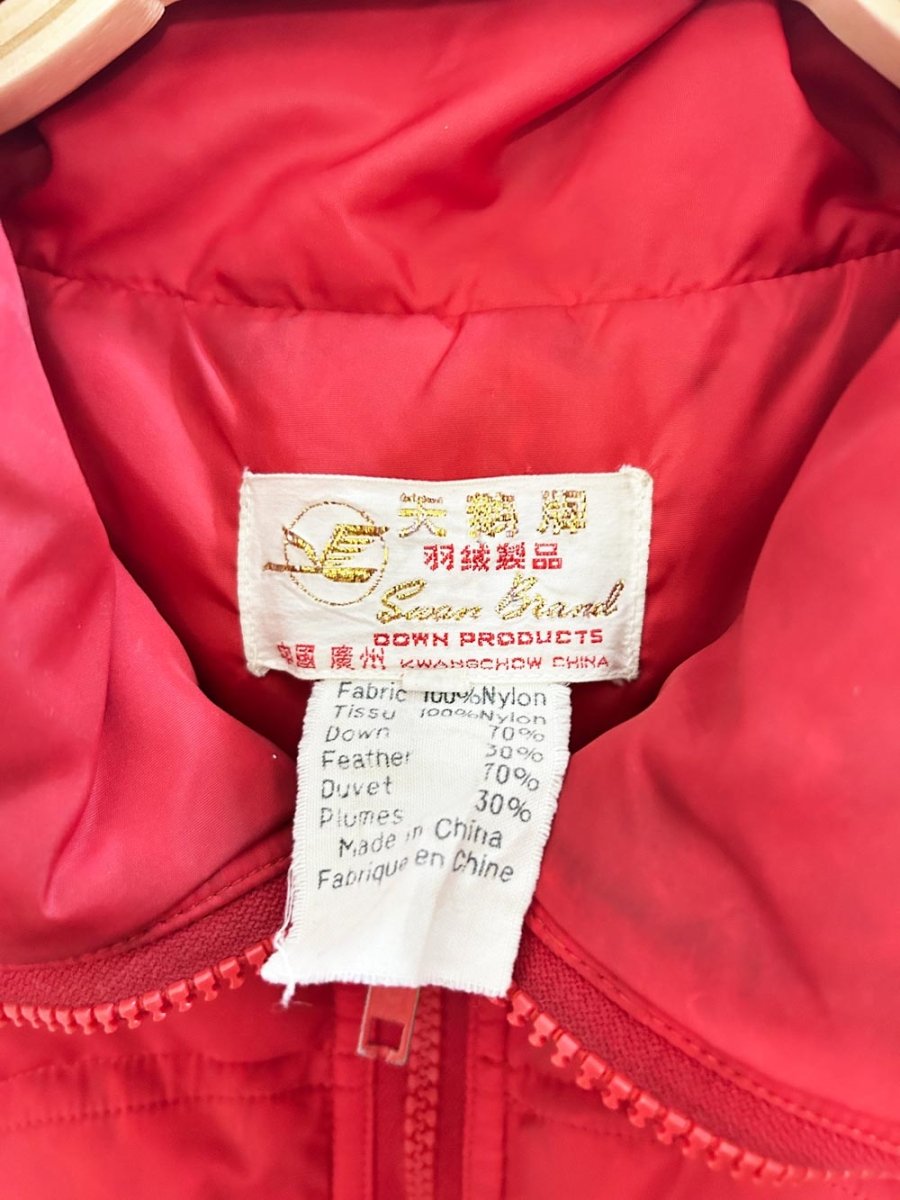 天鵝牌
羽絨製品
Swan Brand
DOWN PRODUCTS
中國 廣州 KWANGCHOW CHINA
Fabric 100%Nylon
Tissu 100%Nylon
Down 70%
Feather 30%
Duvet 70%
Plumes 30%
Made in China
Fabrique en Chine